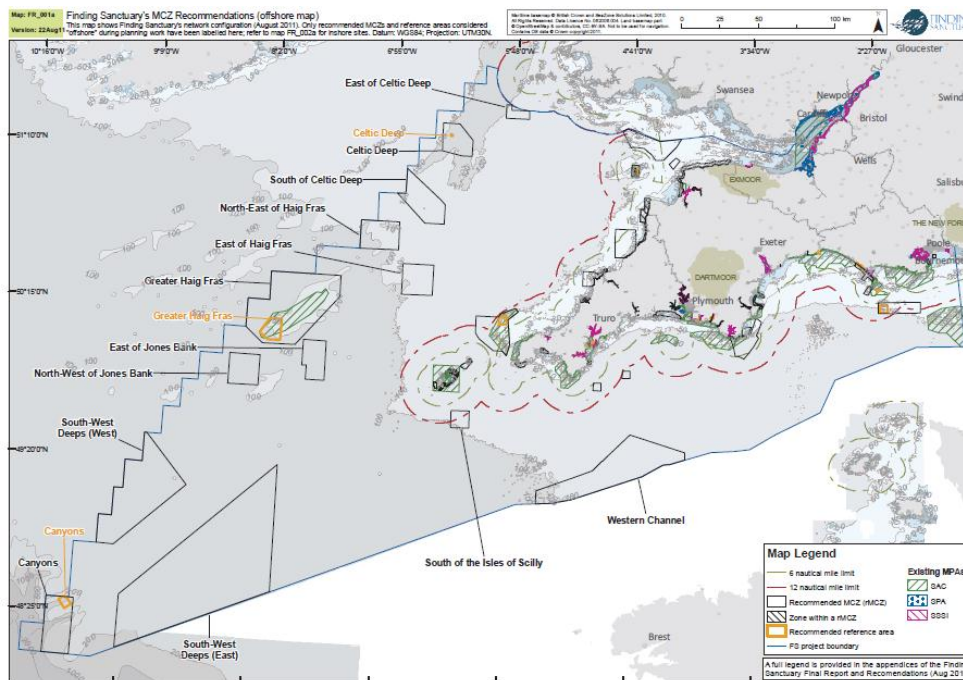 Map: FR_001a
Version: 22Aug11
Finding Sanctuary's MCZ Recommendations (offshore map)
This map shows Finding Sanctuary's network configuration (August 2011). Only recommended MCZs and reference areas considered
"offshore" during planning work have been labelled here; refer to map FR_002a for inshore sites. Datum: WGS84; Projection: UTM30N.
0 25 50 100 km
FINDING
10°16'0"W 9°9'0"W 8°2'0"W 5°48'0"W 4°41'0"W 3°34'0"W 2°27'0"W
Gloucester
East of Celtic Deep
Swansea
Newport
Cardiff
Bristol
Swind
51°10'0"N
Celtic Deep
Celtic Deep
Wells
South of Celtic Deep
EXMOOR
Salisbu
North-East of Haig Fras
THE NEW FORE
East of Haig Fras
Exeter
Poole
Bournemou
50°15'0"N
Greater Haig Fras
DARTMOOR
Plymouth
Truro
Greater Haig Fras
East of Jones Bank
North-West of Jones Bank
South-West
Deeps (West)
49°20'0"N
Western Channel
Canyons
Canyons
South of the Isles of Scilly
48°25'0"N
South-West
Deeps (East)
Brest
Map Legend
6 nautical mile limit
12 nautical mile limit
Recommended MCZ (rMCZ)
Zone within a rMCZ
Recommended reference area
FS project boundary
Existing MPAs
SAC
SPA
SSSI
A full legend is provided in the appendices of the Findin
Sanctuary Final Report and Recomendations (Aug 201